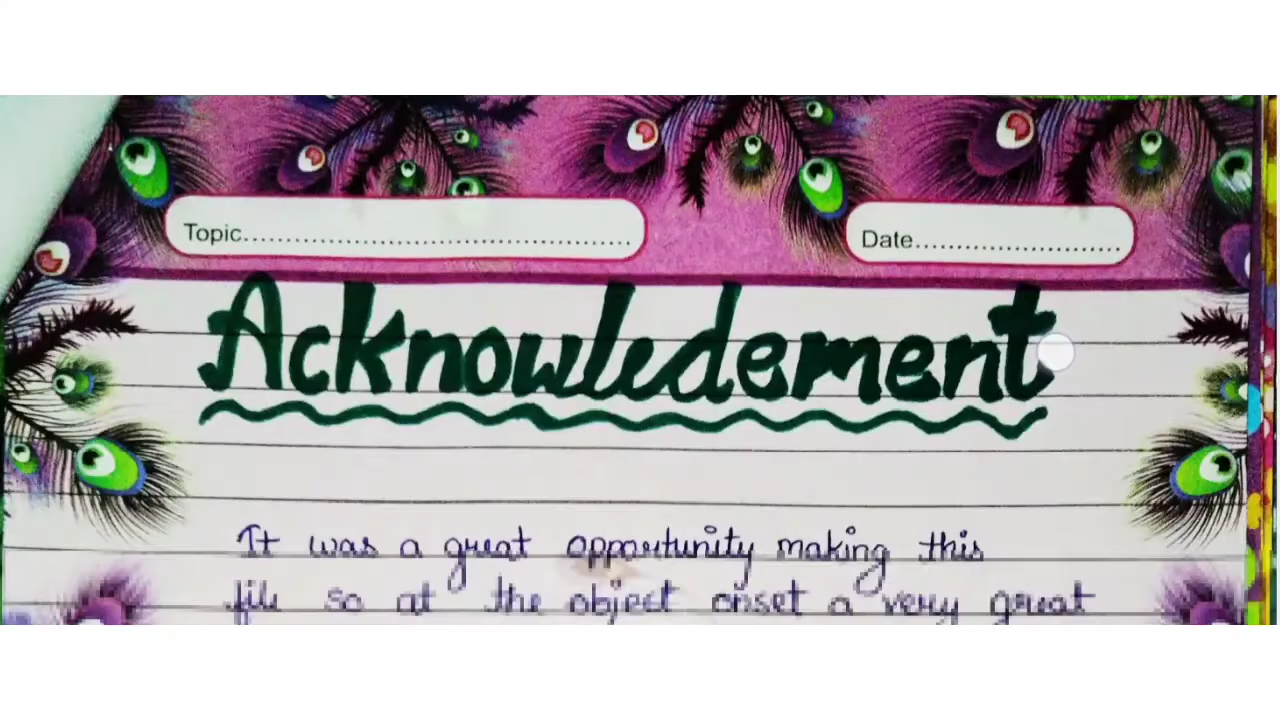 Topic........................................ Date..............................
Acknowledement
It was a great opportunity making this
file so at the object onset a very great